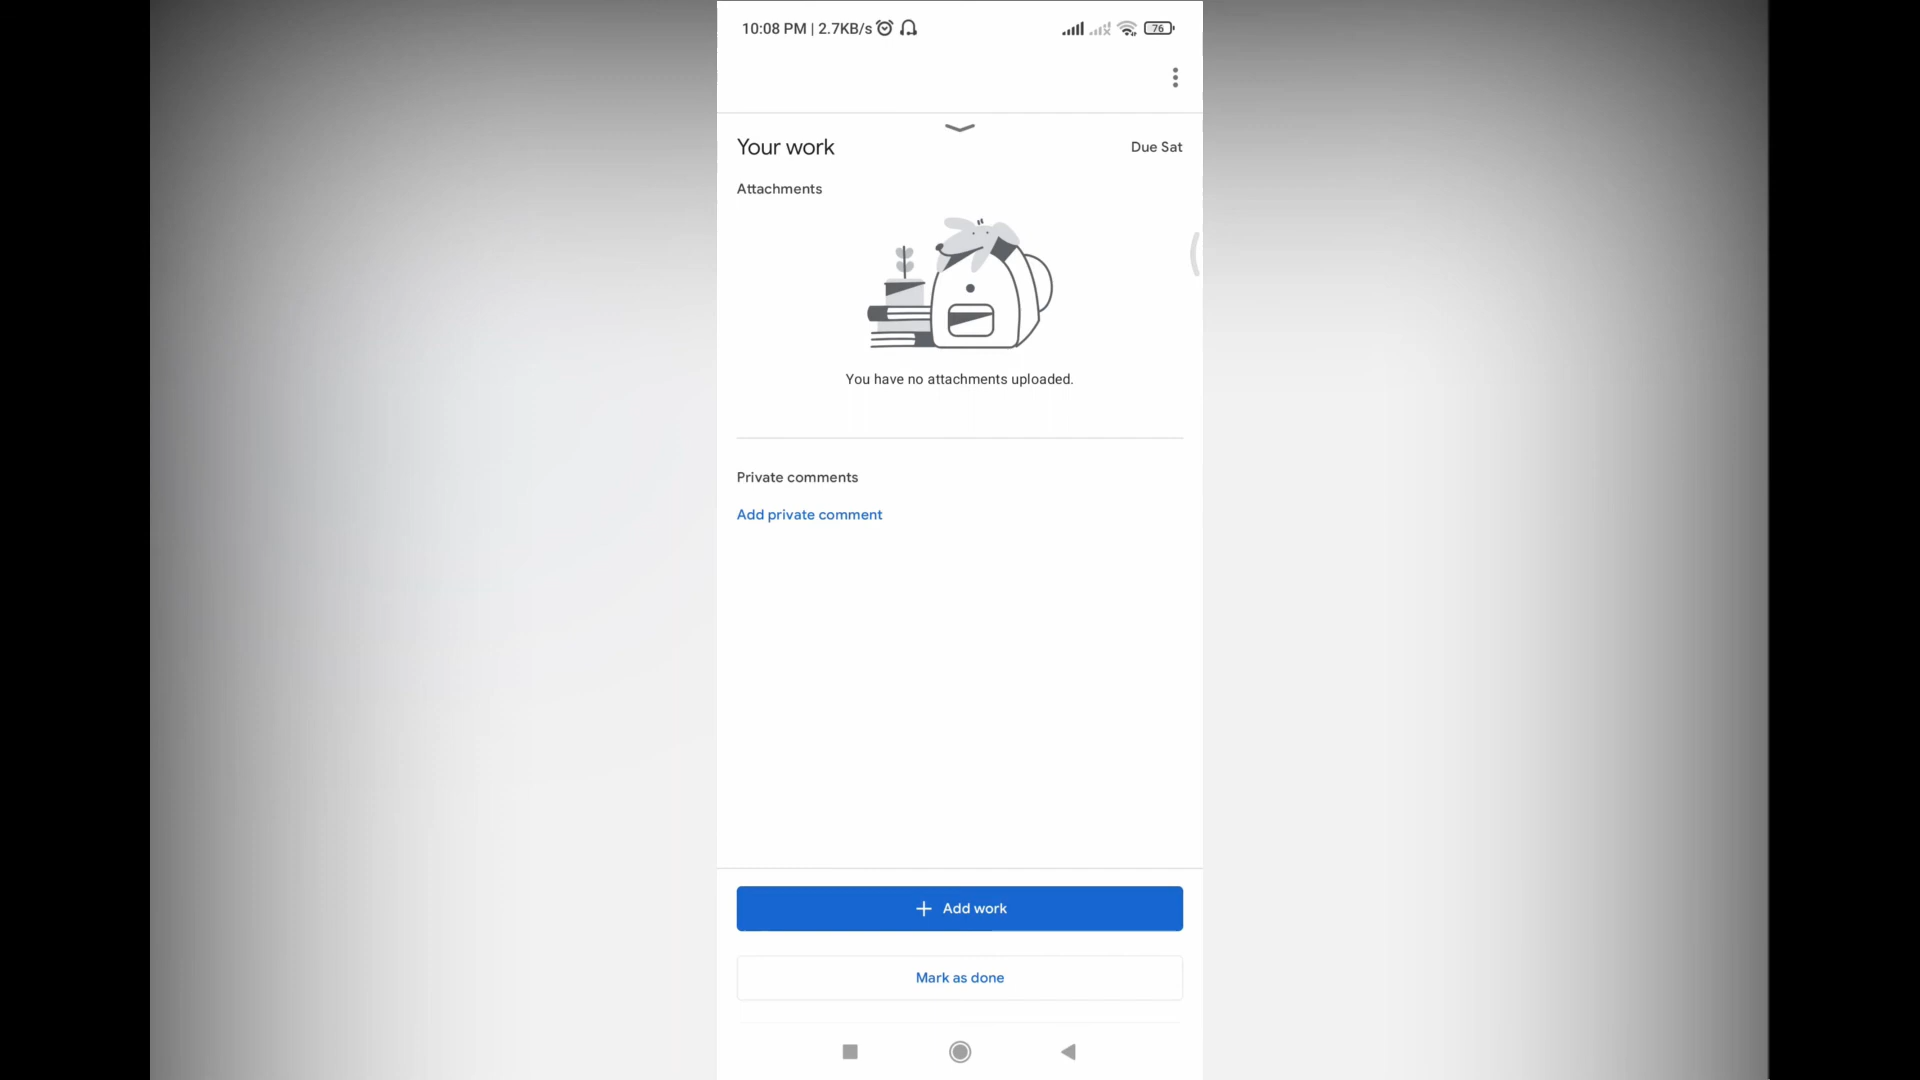 10:08 PM | 2.7KB/s 76
Your work
Due Sat
Attachments
You have no attachments uploaded.
Private comments
Add private comment
Add work
Mark as done